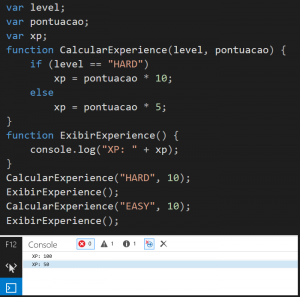 var level;
var pontuacao;
var xp;
function CalcularExperience(level, pontuacao) {
    if (level == "HARD")
        xp = pontuacao * 10;
    else
        xp = pontuacao * 5;
}
function ExibirExperience() {
    console.log("XP: " + xp);
}
CalcularExperience("HARD", 10);
ExibirExperience();
CalcularExperience("EASY", 10);
ExibirExperience();
F12 Console 0 1 1
XP: 100
XP: 50